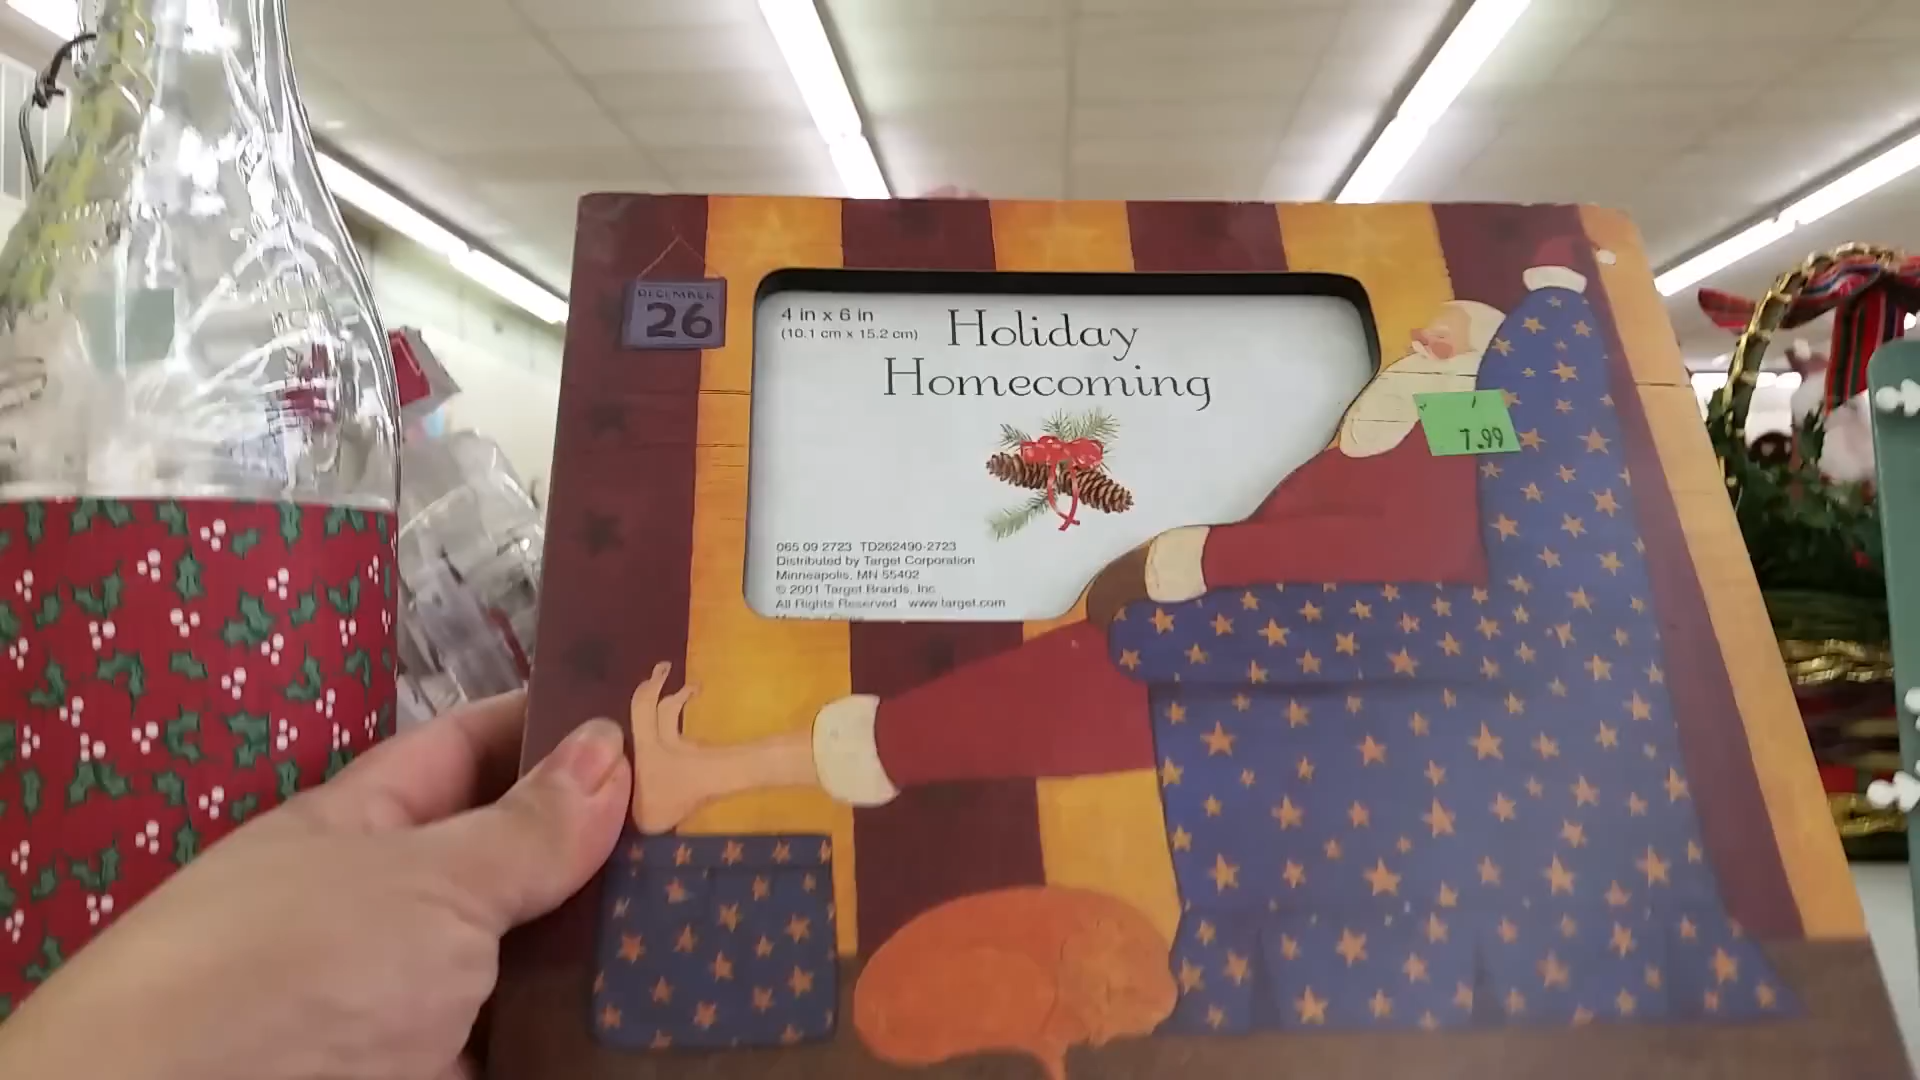 DECEMBER
26
4 in x 6 in
(10.1 cm x 15.2 cm)
Holiday
Homecoming
7.99
065 09 2723 TD262490-2723
Distributed by Target Corporation
Minneapolis, MN 55402
© 2001 Target Brands, Inc.
All Rights Reserved www.target.com